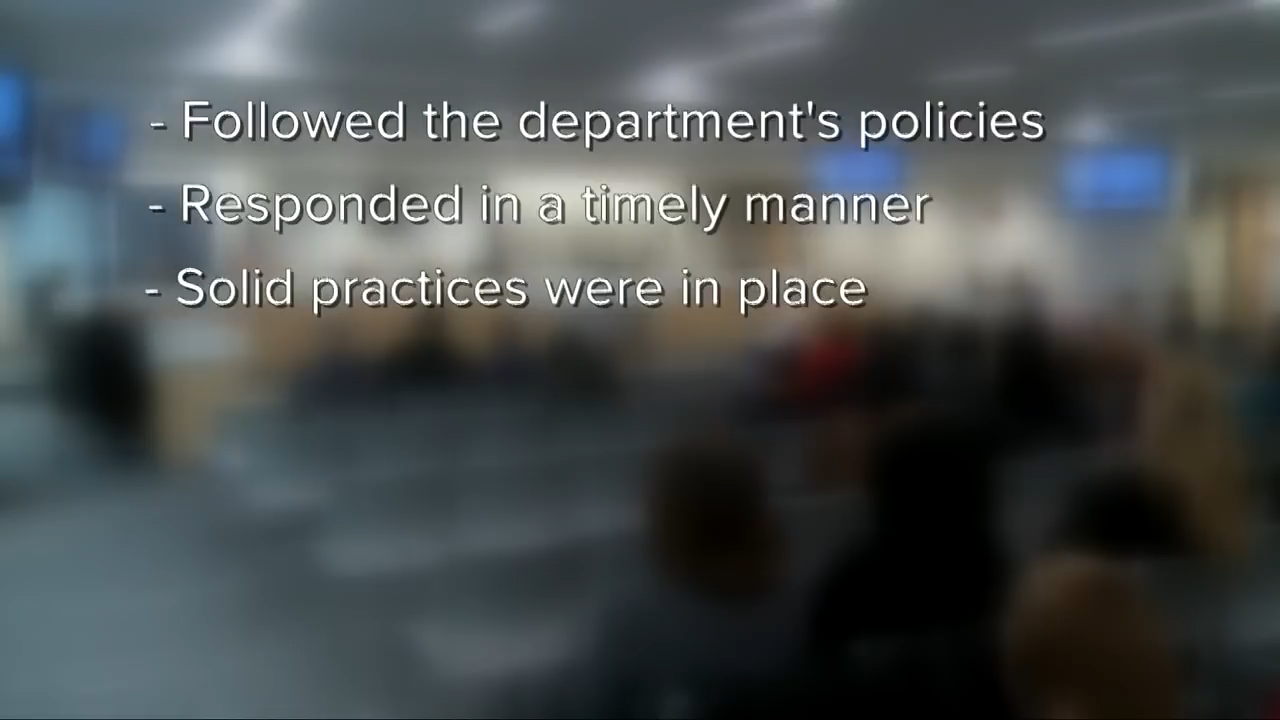 - Followed the department's policies
- Responded in a timely manner
- Solid practices were in place